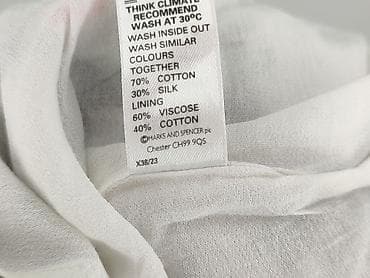 THINK CLIMATE
RECOMMEND
WASH AT 30ºC
WASH INSIDE OUT
WASH SIMILAR
COLOURS
TOGETHER
70% COTTON
30% SILK
LINING
60% VISCOSE
40% COTTON
©MARKS AND SPENCER plc
Chester CH99 9QS
X38/23